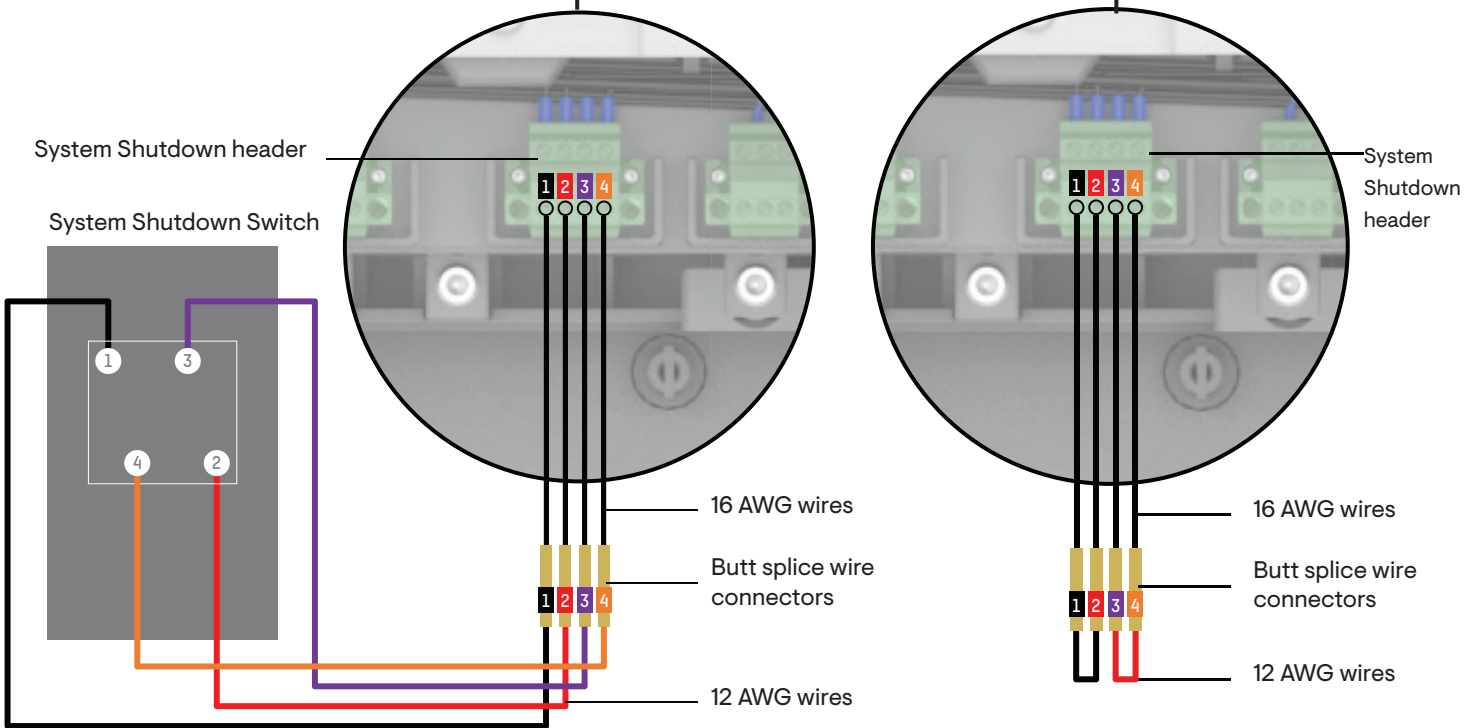 System Shutdown header
System Shutdown Switch
1
3
4
2
1 2 3 4
16 AWG wires
Butt splice wire
connectors
1 2 3 4
12 AWG wires
1 2 3 4
System
Shutdown
header
16 AWG wires
Butt splice wire
connectors
1 2 3 4
12 AWG wires